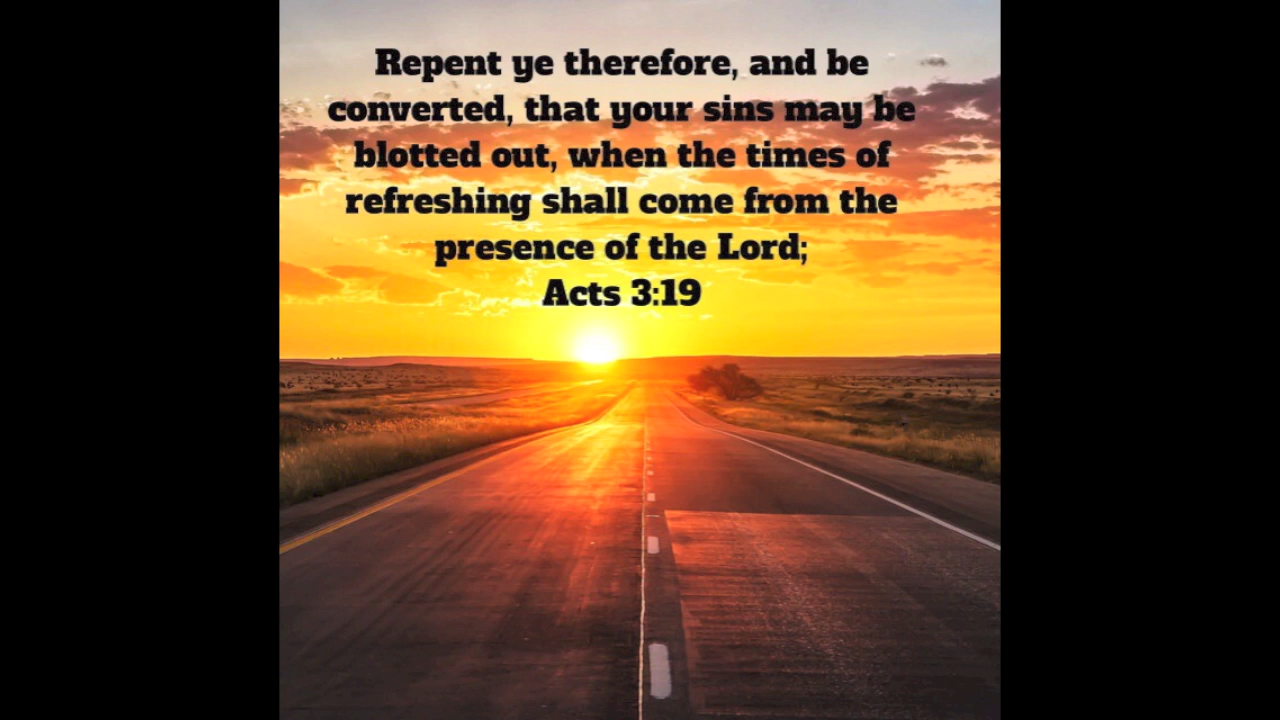 Repent ye therefore, and be
converted, that your sins may be
blotted out, when the times of
refreshing shall come from the
presence of the Lord;
Acts 3:19